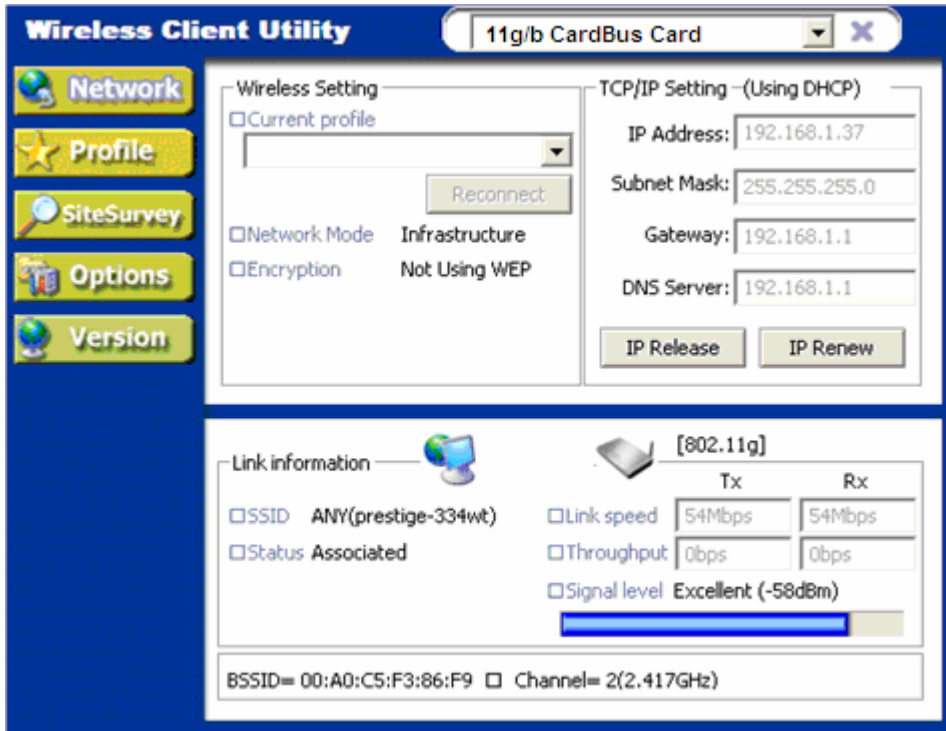 Wireless Client Utility
11g/b CardBus Card
Network
Profile
SiteSurvey
Options
Version
Wireless Setting
Current profile
Reconnect
Network Mode Infrastructure
Encryption Not Using WEP
TCP/IP Setting (Using DHCP)
IP Address: 192.168.1.37
Subnet Mask: 255.255.255.0
Gateway: 192.168.1.1
DNS Server: 192.168.1.1
IP Release IP Renew
Link information
SSID ANY(prestige-334wt)
Status Associated
[802.11g]
Tx Rx
Link speed 54Mbps 54Mbps
Throughput 0bps 0bps
Signal level Excellent (-58dBm)
BSSID= 00:A0:C5:F3:86:F9 Channel= 2(2.417GHz)